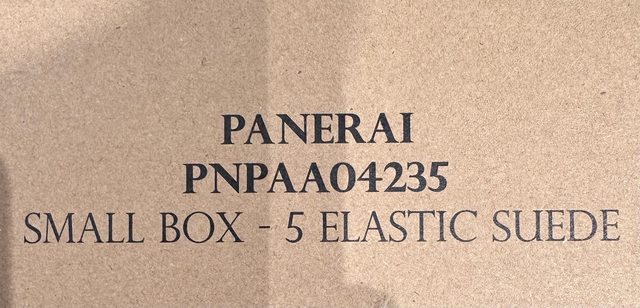 PANERAI
PNPAA04235
SMALL BOX - 5 ELASTIC SUEDE